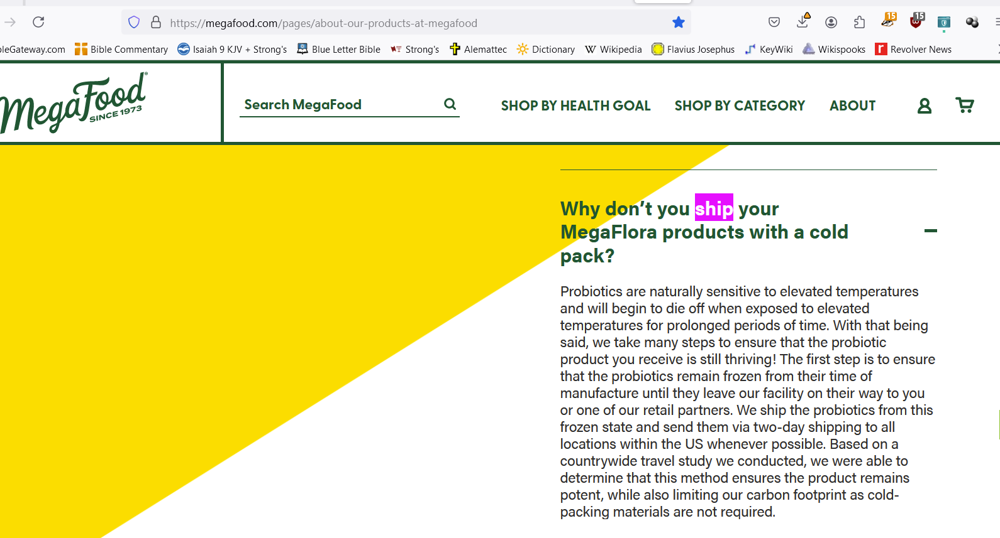 https://megafood.com/pages/about-our-products-at-megafood
15
15
bleGateway.com Bible Commentary Isaiah 9 KJV + Strong's Blue Letter Bible Strong's Alemattec Dictionary Wikipedia Flavius Josephus KeyWiki Wikispooks Revolver News
MegaFood®
SINCE 1973
Search MegaFood
SHOP BY HEALTH GOAL SHOP BY CATEGORY ABOUT
Why don’t you ship your
MegaFlora products with a cold
pack?
Probiotics are naturally sensitive to elevated temperatures
and will begin to die off when exposed to elevated
temperatures for prolonged periods of time. With that being
said, we take many steps to ensure that the probiotic
product you receive is still thriving! The first step is to ensure
that the probiotics remain frozen from their time of
manufacture until they leave our facility on their way to you
or one of our retail partners. We ship the probiotics from this
frozen state and send them via two-day shipping to all
locations within the US whenever possible. Based on a
countrywide travel study we conducted, we were able to
determine that this method ensures the product remains
potent, while also limiting our carbon footprint as cold-
packing materials are not required.